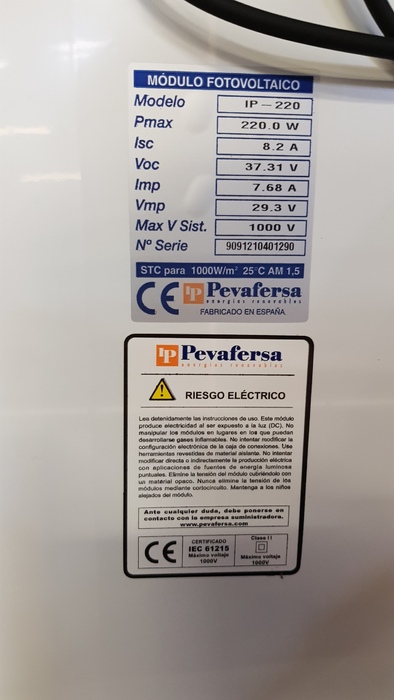 MÓDULO FOTOVOLTAICO
Modelo IP-220
Pmax 220.0 W
Isc 8.2 A
Voc 37.31 V
Imp 7.68 A
Vmp 29.3 V
Max V Sist. 1000 V
Nº Serie 9091210401290
STC para 1000W/m² 25°C AM 1,5
CE IP Pevafersa
energías renovables
FABRICADO EN ESPAÑA
IP Pevafersa
energías renovables
RIESGO ELÉCTRICO
Lea detenidamente las instrucciones de uso. Este módulo
produce electricidad al ser expuesto a la luz (DC). No
manipular los módulos en lugares en los que puedan
desarrollarse gases inflamables. No intentar modificar la
configuración electrónica de la caja de conexiones. Use
herramientas revestidas de material aislante. No intentar
modificar directa o indirectamente la producción eléctrica
con aplicaciones de fuentes de energía luminosa
puntuales. Elimine la tensión del módulo cubriéndolo con
un material opaco. Nunca elimine la tensión de los
módulos mediante cortocircuito. Mantenga a los niños
alejados del módulo.
Ante cualquier duda, debe ponerse en
contacto con la empresa suministradora.
www.pevafersa.com
CE
CERTIFICADO
IEC 61215
Máximo voltaje
1000V
Clase II
Máximo voltaje
1000V